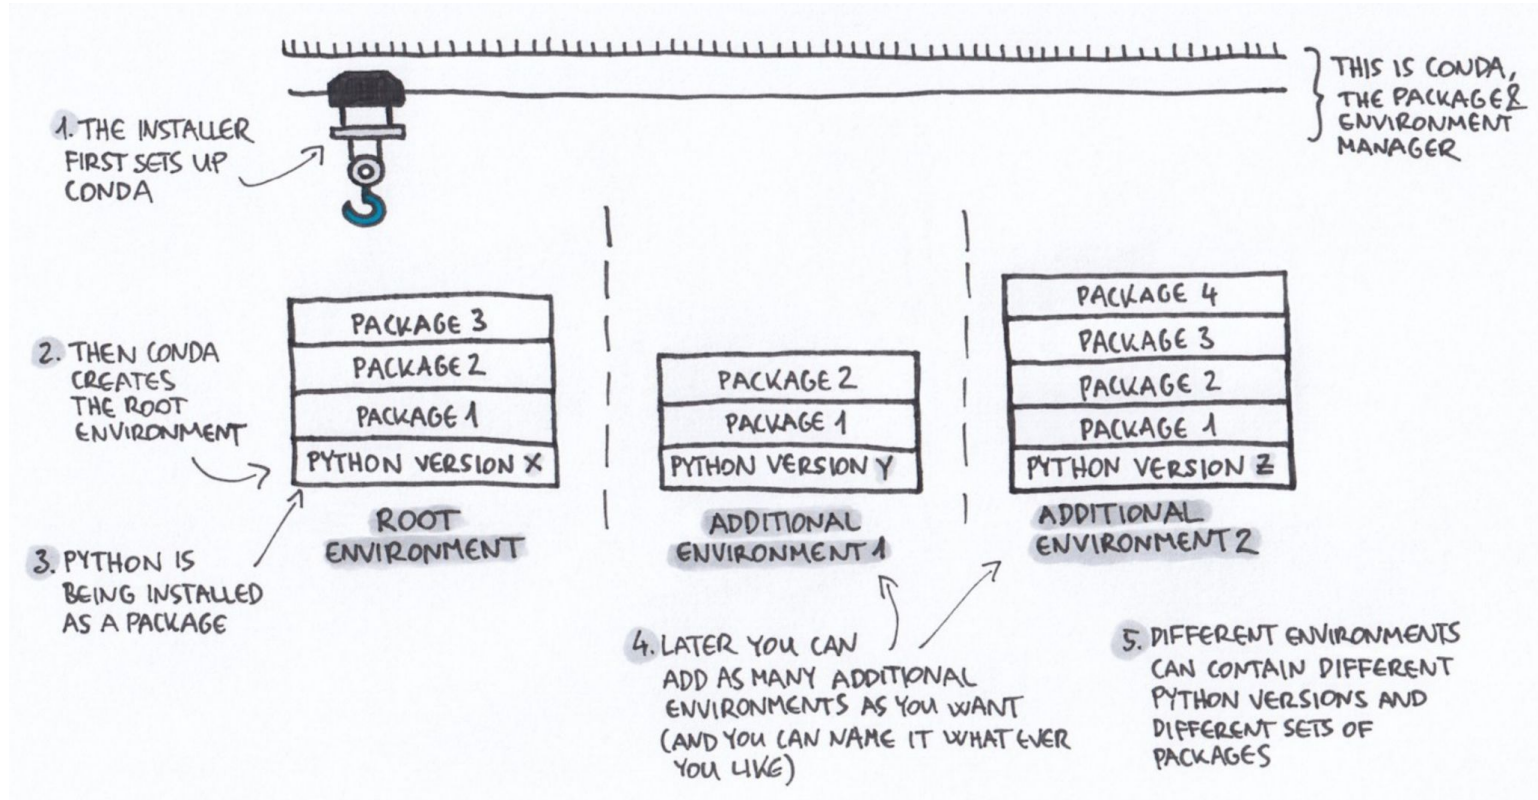 THIS IS CONDA,
THE PACKAGE &
ENVIRONMENT
MANAGER
1. THE INSTALLER
FIRST SETS UP
CONDA
2. THEN CONDA
CREATES
THE ROOT
ENVIRONMENT
3. PYTHON IS
BEING INSTALLED
AS A PACKAGE
PACKAGE 3
PACKAGE 2
PACKAGE 1
PYTHON VERSION X
ROOT
ENVIRONMENT
PACKAGE 2
PACKAGE 1
PYTHON VERSION Y
ADDITIONAL
ENVIRONMENT 1
PACKAGE 4
PACKAGE 3
PACKAGE 2
PACKAGE 1
PYTHON VERSION Z
ADDITIONAL
ENVIRONMENT 2
4. LATER YOU CAN
ADD AS MANY ADDITIONAL
ENVIRONMENTS AS YOU WANT
(AND YOU CAN NAME IT WHAT EVER
YOU LIKE)
5. DIFFERENT ENVIRONMENTS
CAN CONTAIN DIFFERENT
PYTHON VERSIONS AND
DIFFERENT SETS OF
PACKAGES